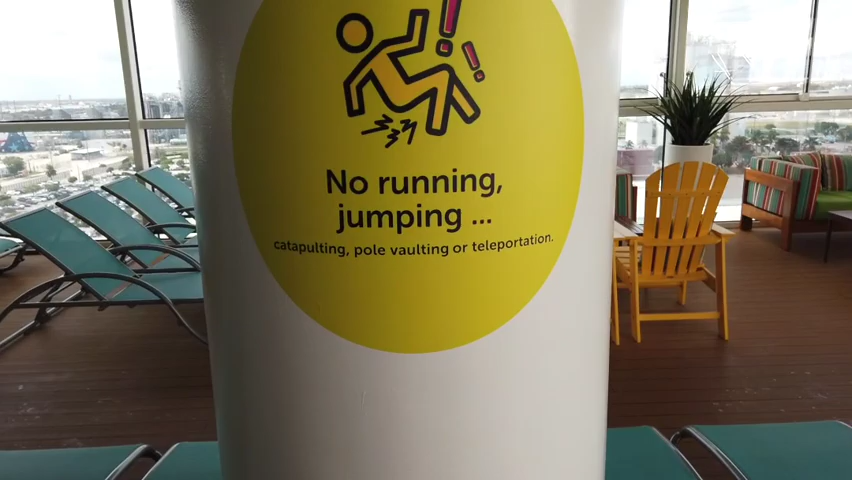 No running,
jumping ...
catapulting, pole vaulting or teleportation.